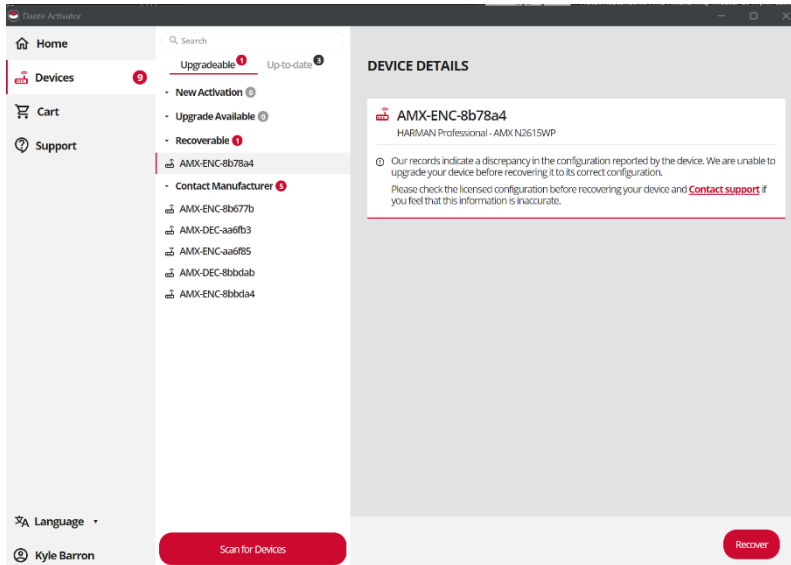 Dante Activator
Home
Devices 9
Cart
Support
Language
Kyle Barron
Search
Upgradeable 1 Up-to-date 3
New Activation 0
Upgrade Available 0
Recoverable 1
AMX-ENC-8b78a4
Contact Manufacturer 5
AMX-ENC-8b677b
AMX-DEC-aa6fb3
AMX-ENC-aa6f85
AMX-DEC-8bbdab
AMX-ENC-8bbda4
Scan for Devices
DEVICE DETAILS
AMX-ENC-8b78a4
HARMAN Professional - AMX N2615WP
Our records indicate a discrepancy in the configuration reported by the device. We are unable to
upgrade your device before recovering it to its correct configuration.
Please check the licensed configuration before recovering your device and Contact support if
you feel that this information is inaccurate.
Recover